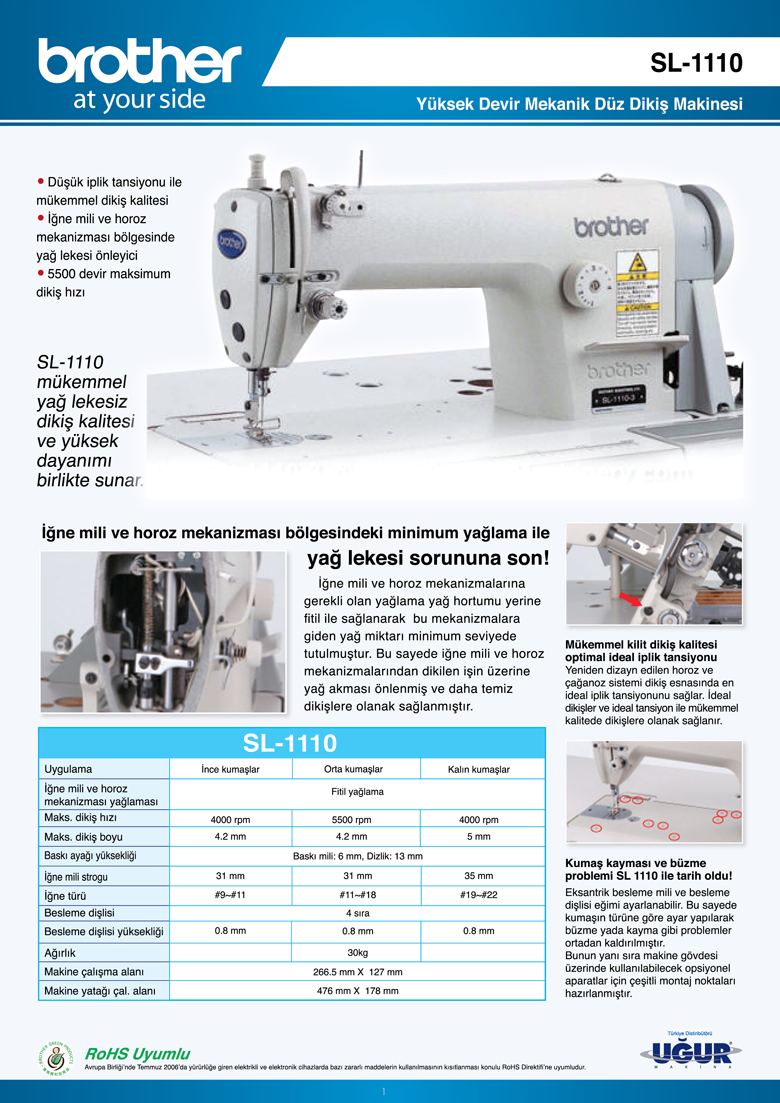 brother
at your side
SL-1110
Yüksek Devir Mekanik Düz Dikiş Makinesi
• Düşük iplik tansiyonu ile
mükemmel dikiş kalitesi
• İğne mili ve horoz
mekanizması bölgesinde
yağ lekesi önleyici
• 5500 devir maksimum
dikiş hızı
SL-1110
mükemmel
yağ lekesiz
dikiş kalitesi
ve yüksek
dayanımı
birlikte sunar.
brother
brother
CAUTION
brother
SL-1110-3
İğne mili ve horoz mekanizması bölgesindeki minimum yağlama ile
yağ lekesi sorununa son!
İğne mili ve horoz mekanizmalarına
gerekli olan yağlama yağ hortumu yerine
fitil ile sağlanarak bu mekanizmalara
giden yağ miktarı minimum seviyede
tutulmuştur. Bu sayede iğne mili ve horoz
mekanizmalarından dikilen işin üzerine
yağ akması önlenmiş ve daha temiz
dikişlere olanak sağlanmıştır.
Mükemmel kilit dikiş kalitesi
optimal ideal iplik tansiyonu
Yeniden dizayn edilen horoz ve
çağanoz sistemi dikiş esnasında en
ideal iplik tansiyonunu sağlar. İdeal
dikişler ve ideal tansiyon ile mükemmel
kalitede dikişlere olanak sağlanır.
SL-1110
Uygulama İnce kumaşlar Orta kumaşlar Kalın kumaşlar
İğne mili ve horoz
mekanizması yağlaması Fitil yağlama
Maks. dikiş hızı 4000 rpm 5500 rpm 4000 rpm
Maks. dikiş boyu 4.2 mm 4.2 mm 5 mm
Baskı ayağı yüksekliği Baskı mili: 6 mm, Dizlik: 13 mm
İğne mili strogu 31 mm 31 mm 35 mm
İğne türü #9~#11 #11~#18 #19~#22
Besleme dişlisi 4 sıra
Besleme dişlisi yüksekliği 0.8 mm 0.8 mm 0.8 mm
Ağırlık 30kg
Makine çalışma alanı 266.5 mm X 127 mm
Makine yatağı çal. alanı 476 mm X 178 mm
Kumaş kayması ve büzme
problemi SL 1110 ile tarih oldu!
Eksantrik besleme mili ve besleme
dişlisi eğimi ayarlanabilir. Bu sayede
kumaşın türüne göre ayar yapılarak
büzme yada kayma gibi problemler
ortadan kaldırılmıştır.
Bunun yanı sıra makine gövdesi
üzerinde kullanılabilecek opsiyonel
aparatlar için çeşitli montaj noktaları
hazırlanmıştır.
BROTHER GREEN PRODUCTS
RoHS Uyumlu
Avrupa Birliği'nde Temmuz 2006'da yürürlüğe giren elektrikli ve elektronik cihazlarda bazı zararlı maddelerin kullanılmasının kısıtlanması konulu RoHS Direktifi'ne uyumludur.
Türkiye Distribütörü
UĞUR
MAKİNA
1